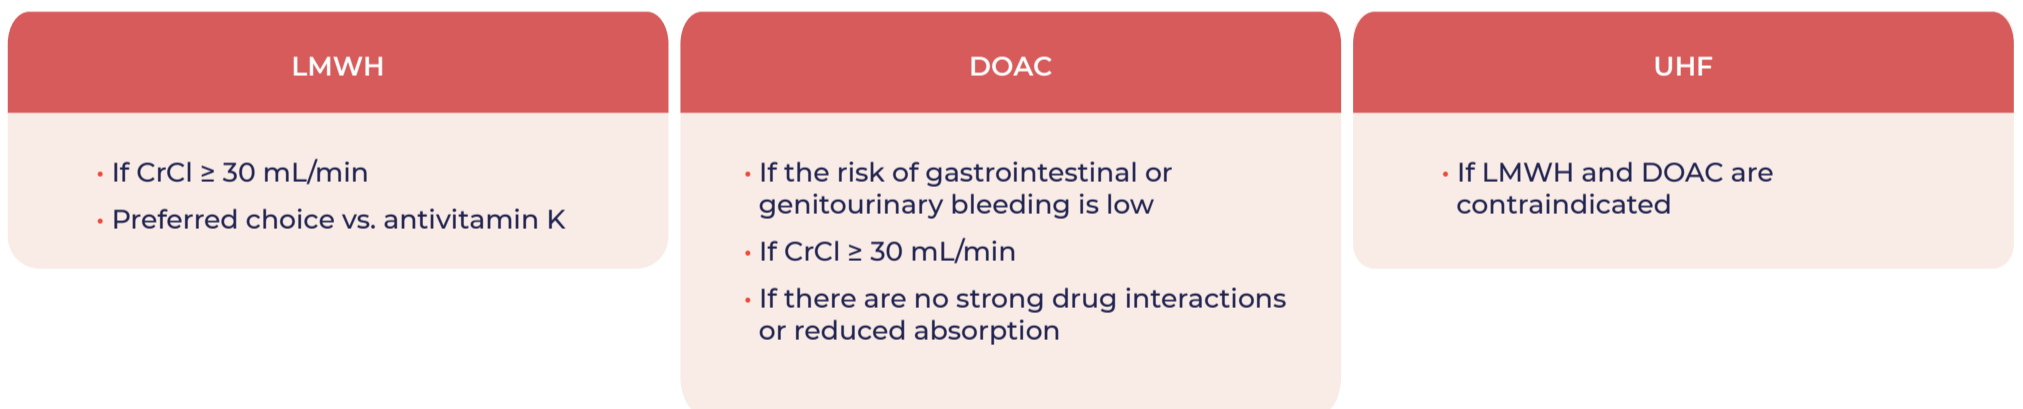 LMWH
• If CrCl ≥ 30 mL/min
• Preferred choice vs. antivitamin K
DOAC
• If the risk of gastrointestinal or
genitourinary bleeding is low
• If CrCl ≥ 30 mL/min
• If there are no strong drug interactions
or reduced absorption
UHF
• If LMWH and DOAC are
contraindicated